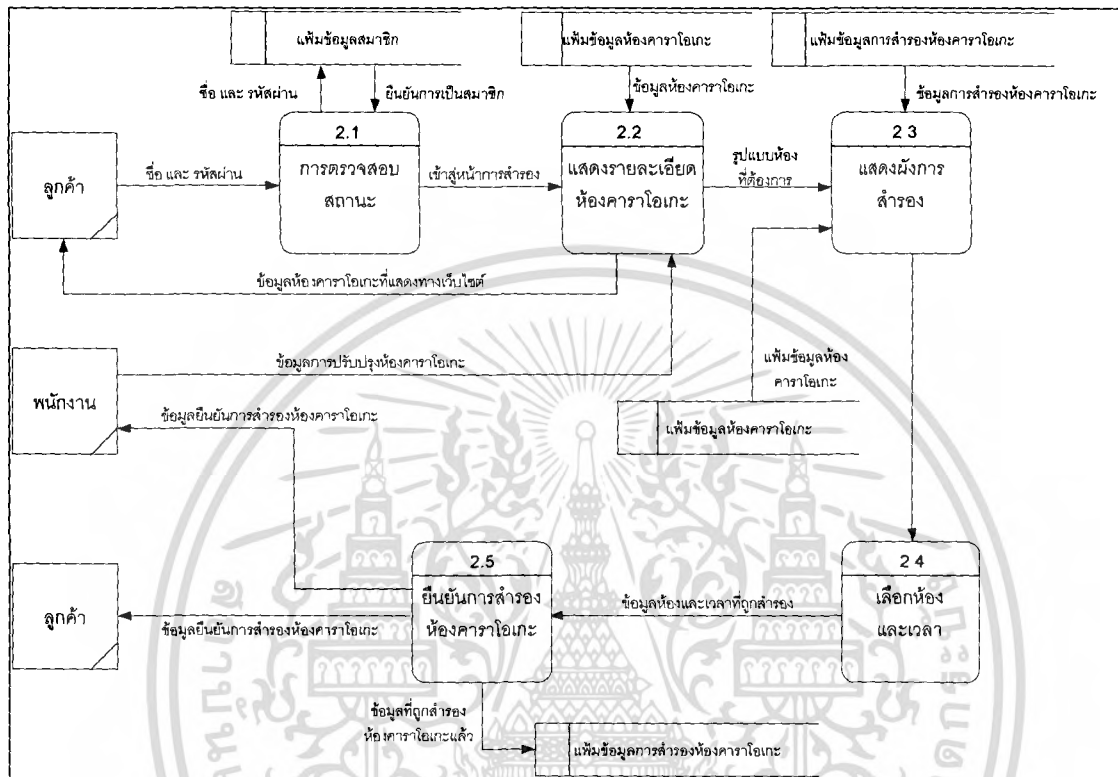 แฟ้มข้อมูลสมาชิก
แฟ้มข้อมูลห้องคาราโอเกะ
แฟ้มข้อมูลการสำรองห้องคาราโอเกะ
ชื่อ และ รหัสผ่าน
ยืนยันการเป็นสมาชิก
ข้อมูลห้องคาราโอเกะ
ข้อมูลการสำรองห้องคาราโอเกะ
ลูกค้า
ชื่อ และ รหัสผ่าน
2.1
การตรวจสอบ
สถานะ
เข้าสู่หน้าการสำรอง
2.2
แสดงรายละเอียด
ห้องคาราโอเกะ
รูปแบบห้อง
ที่ต้องการ
2 3
แสดงผังการ
สำรอง
ข้อมูลห้องคาราโอเกะที่แสดงทางเว็บไซต์
พนักงาน
ข้อมูลการปรับปรุงห้องคาราโอเกะ
ข้อมูลยืนยันการสำรองห้องคาราโอเกะ
แฟ้มข้อมูลห้อง
คาราโอเกะ
แฟ้มข้อมูลห้องคาราโอเกะ
ลูกค้า
ข้อมูลยืนยันการสำรองห้องคาราโอเกะ
2.5
ยืนยันการสำรอง
ห้องคาราโอเกะ
ข้อมูลห้องและเวลาที่ถูกสำรอง
2 4
เลือกห้อง
และเวลา
ข้อมูลที่ถูกสำรอง
ห้องคาราโอเกะแล้ว
แฟ้มข้อมูลการสำรองห้องคาราโอเกะ